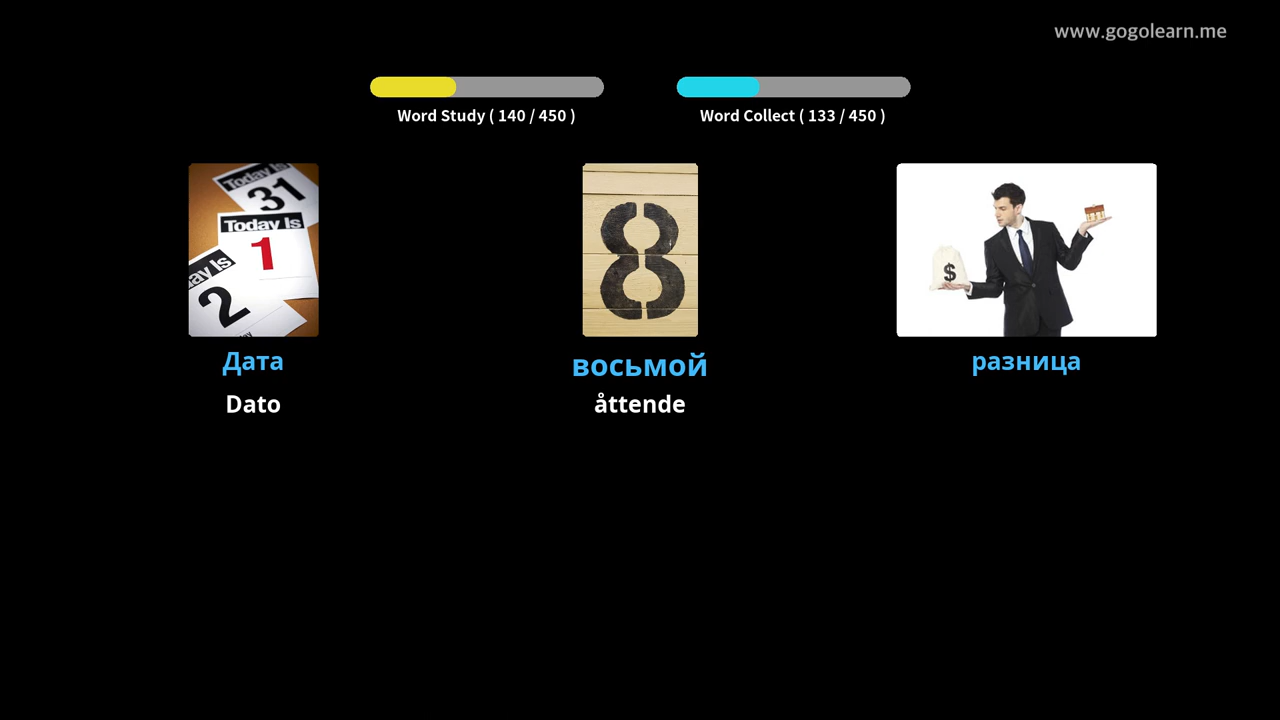 www.gogolearn.me
Word Study ( 140 / 450 )
Word Collect ( 133 / 450 )
Today Is
31
Today Is
1
ay Is
2
8
$
Дата
восьмой
разница
Dato
åttende